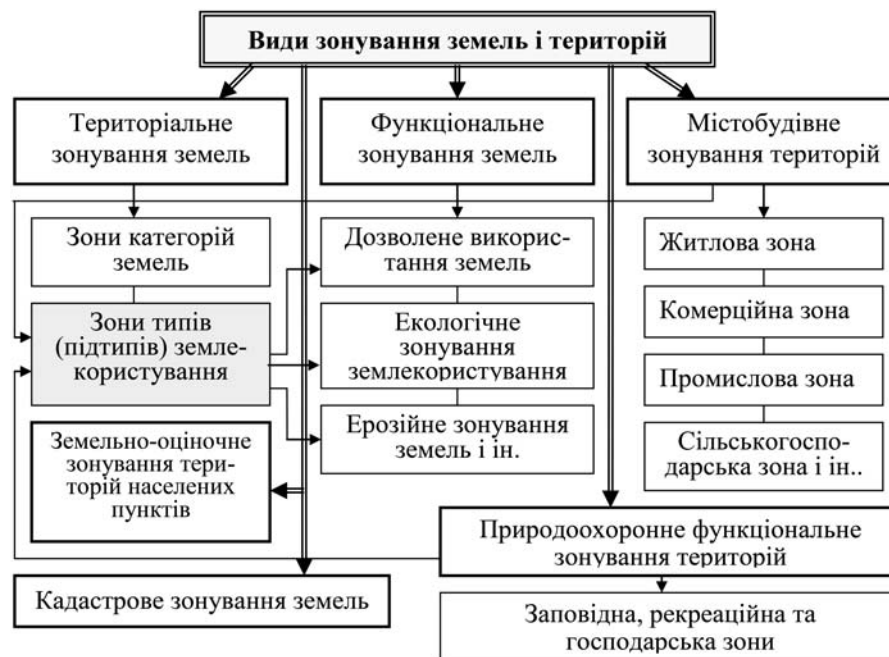 Види зонування земель і територій
Територіальне
зонування земель
Функціональне
зонування земель
Містобудівне
зонування територій
Зони категорій
земель
Дозволене викорис-
тання земель
Житлова зона
Зони типів
(підтипів) земле-
користування
Екологічне
зонування
землекористування
Комерційна зона
Промислова зона
Земельно-оціночне
зонування тери-
торій населених
пунктів
Ерозійне зонування
земель і ін.
Сільськогоспо-
дарська зона і ін..
Природоохоронне функціональне
зонування територій
Кадастрове зонування земель
Заповідна, рекреаційна та
господарська зони